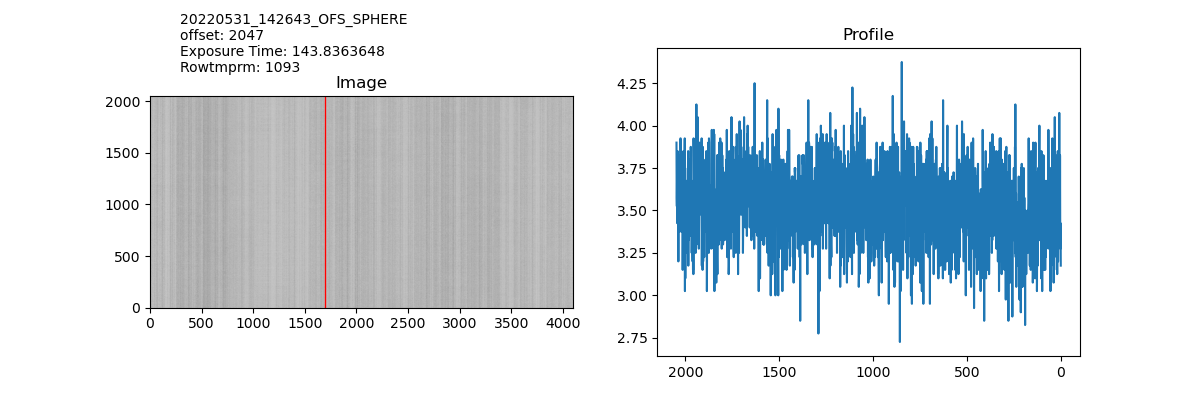 20220531_142643_OFS_SPHERE
offset: 2047
Exposure Time: 143.8363648
Rowtmprm: 1093
Image
2000
1500
1000
500
0
0 500 1000 1500 2000 2500 3000 3500 4000
Profile
4.25
4.00
3.75
3.50
3.25
3.00
2.75
2000 1500 1000 500 0